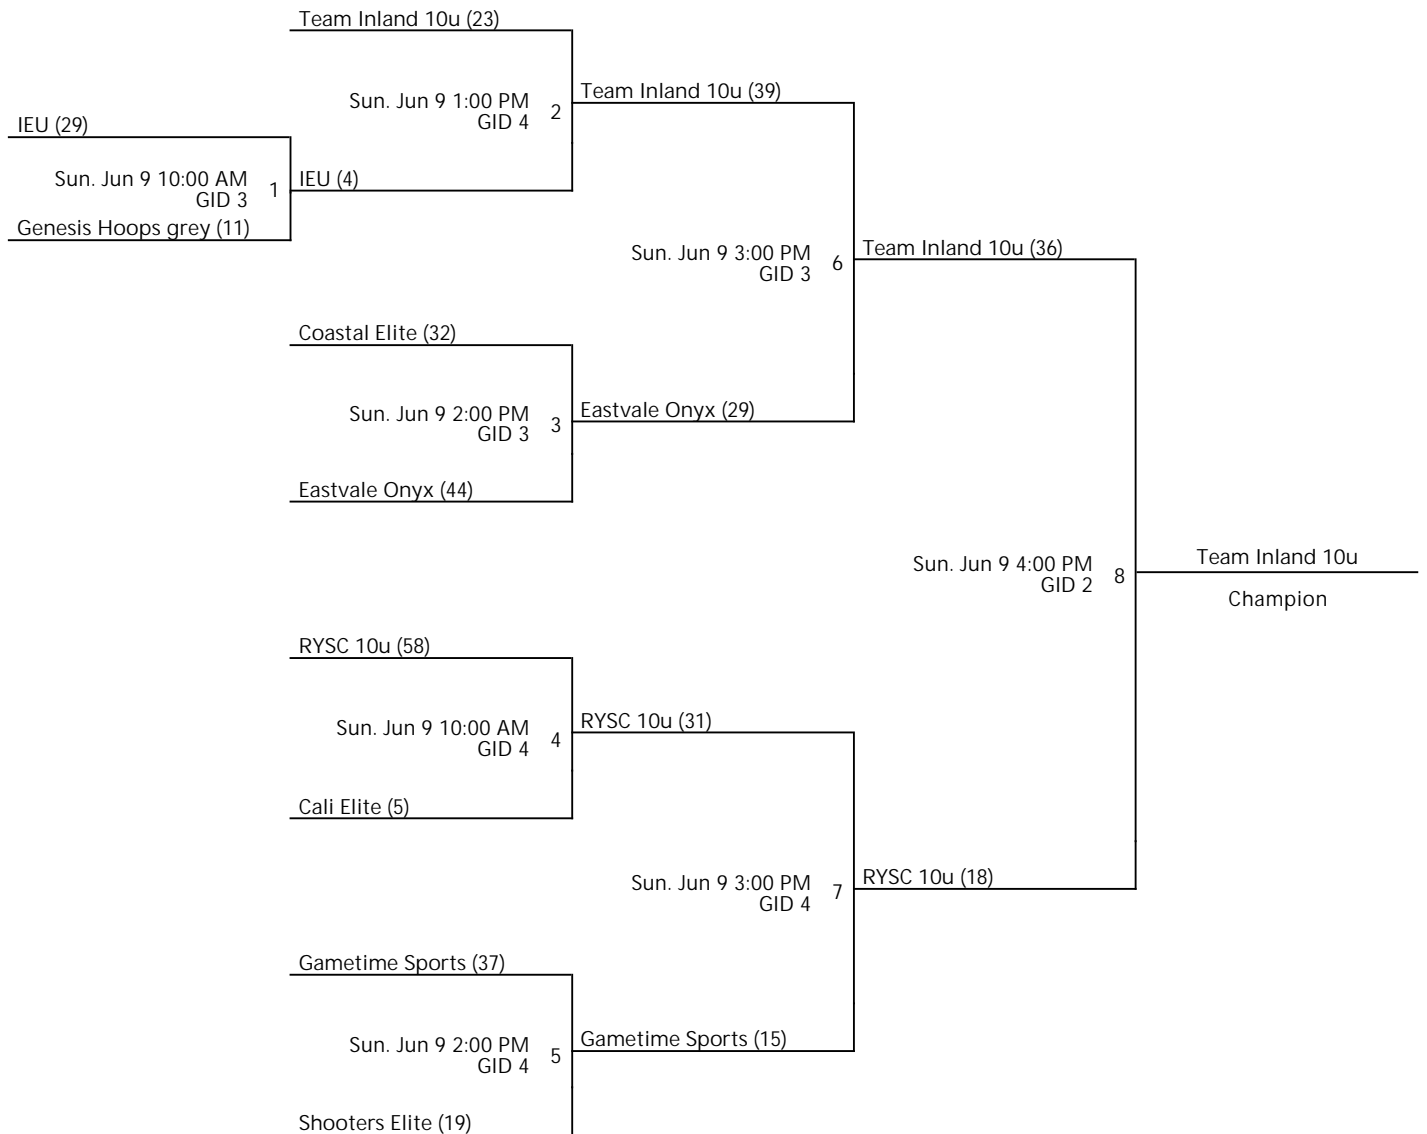 Team Inland 10u (23)
Sun. Jun 9 1:00 PM
GID 4
2
Team Inland 10u (39)
IEU (29)
Sun. Jun 9 10:00 AM
GID 3
1
IEU (4)
Genesis Hoops grey (11)
Sun. Jun 9 3:00 PM
GID 3
6
Team Inland 10u (36)
Coastal Elite (32)
Sun. Jun 9 2:00 PM
GID 3
3
Eastvale Onyx (29)
Eastvale Onyx (44)
Sun. Jun 9 4:00 PM
GID 2
8
Team Inland 10u
Champion
RYSC 10u (58)
Sun. Jun 9 10:00 AM
GID 4
4
RYSC 10u (31)
Cali Elite (5)
Sun. Jun 9 3:00 PM
GID 4
7
RYSC 10u (18)
Gametime Sports (37)
Sun. Jun 9 2:00 PM
GID 4
5
Gametime Sports (15)
Shooters Elite (19)